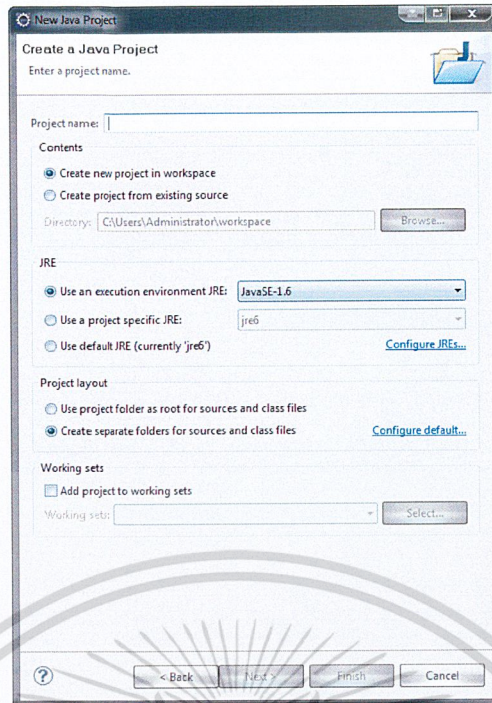 New Java Project
Create a Java Project
Enter a project name.
Project name:
Contents
Create new project in workspace
Create project from existing source
Directory: C:\Users\Administrator\workspace Browse...
JRE
Use an execution environment JRE: JavaSE-1.6
Use a project specific JRE: jre6
Use default JRE (currently 'jre6') Configure JREs...
Project layout
Use project folder as root for sources and class files
Create separate folders for sources and class files Configure default...
Working sets
Add project to working sets
Working sets: Select...
? < Back Next > Finish Cancel